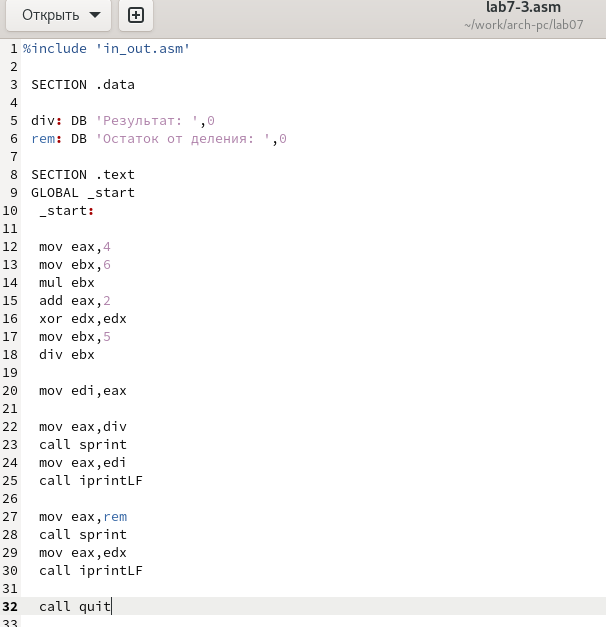 Открыть
lab7-3.asm
~/work/arch-pc/lab07
1 %include 'in_out.asm'
2
3 SECTION .data
4
5 div: DB 'Результат: ',0
6 rem: DB 'Остаток от деления: ',0
7
8 SECTION .text
9 GLOBAL _start
10 _start:
11
12 mov eax,4
13 mov ebx,6
14 mul ebx
15 add eax,2
16 xor edx,edx
17 mov ebx,5
18 div ebx
19
20 mov edi,eax
21
22 mov eax,div
23 call sprint
24 mov eax,edi
25 call iprintLF
26
27 mov eax,rem
28 call sprint
29 mov eax,edx
30 call iprintLF
31
32 call quit
33